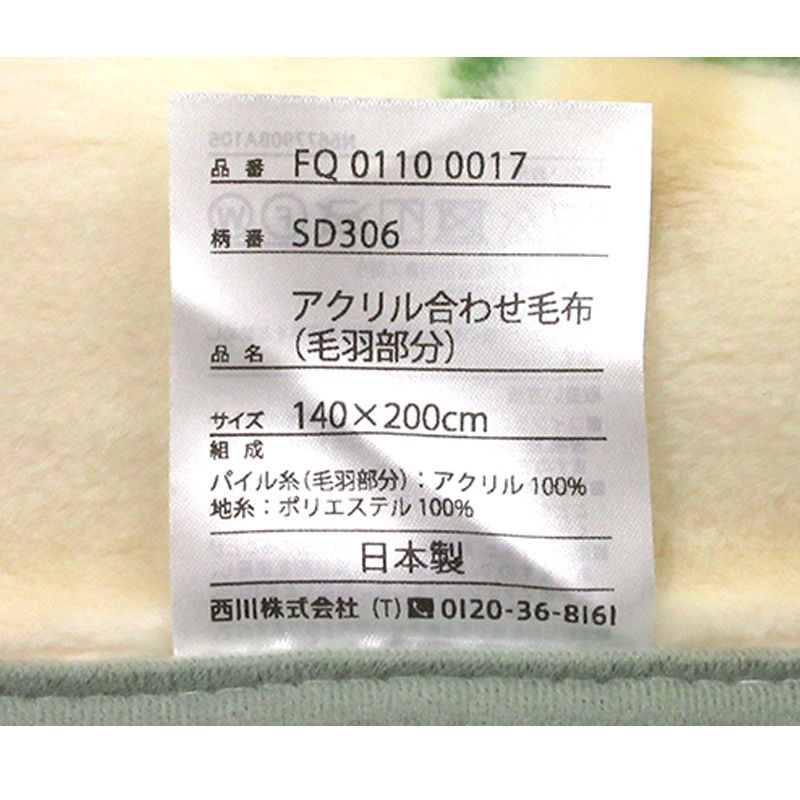 品番 FQ 0110 0017
柄番 SD306
アクリル合わせ毛布
品名 (毛羽部分)
サイズ 140×200cm
組成
パイル糸(毛羽部分):アクリル100%
地糸:ポリエステル100%
日本製
西川株式会社 (T) 0120-36-8161